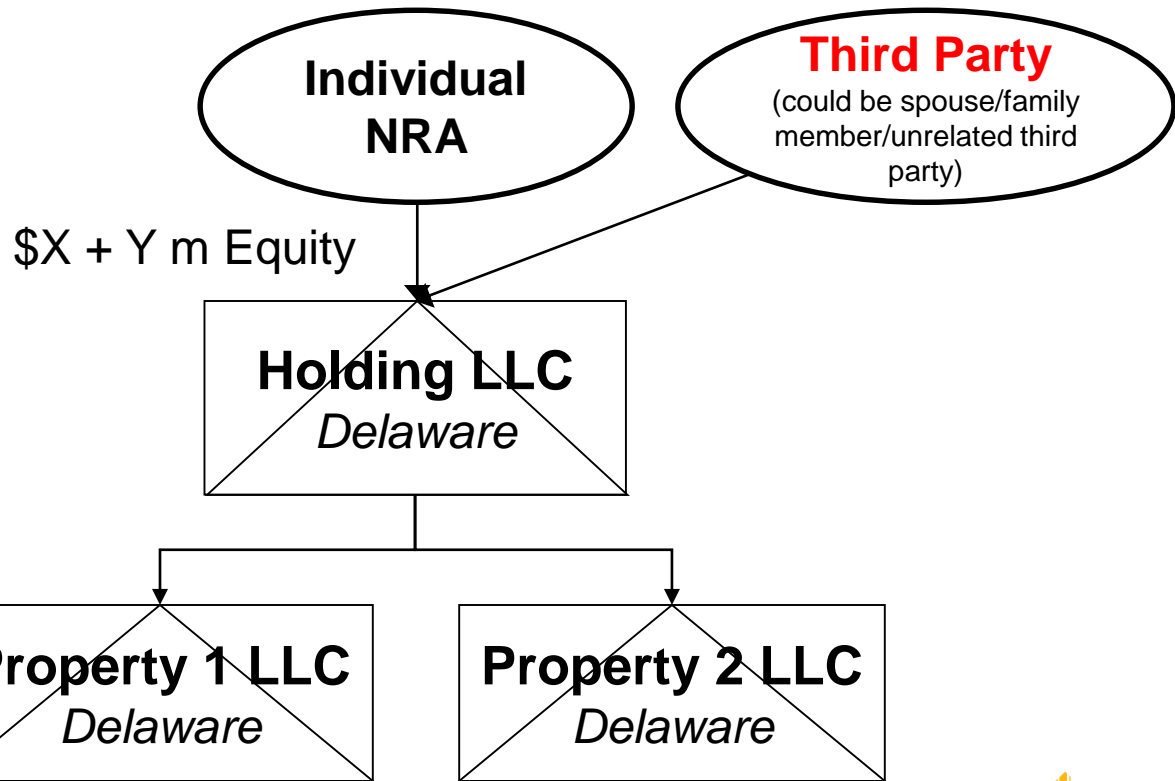 Individual
NRA
Third Party
(could be spouse/family
member/unrelated third
party)
$X + Y m Equity
Holding LLC
Delaware
Property 1 LLC
Delaware
Property 2 LLC
Delaware